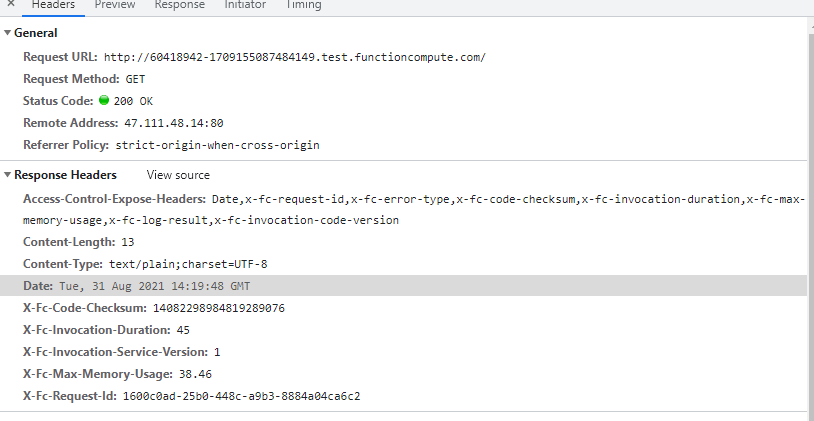 × Headers Preview Response Initiator Timing
▼ General
Request URL: http://60418942-1709155087484149.test.functioncompute.com/
Request Method: GET
Status Code: 200 OK
Remote Address: 47.111.48.14:80
Referrer Policy: strict-origin-when-cross-origin
▼ Response Headers View source
Access-Control-Expose-Headers: Date,x-fc-request-id,x-fc-error-type,x-fc-code-checksum,x-fc-invocation-duration,x-fc-max-
memory-usage,x-fc-log-result,x-fc-invocation-code-version
Content-Length: 13
Content-Type: text/plain;charset=UTF-8
Date: Tue, 31 Aug 2021 14:19:48 GMT
X-Fc-Code-Checksum: 14082298984819289076
X-Fc-Invocation-Duration: 45
X-Fc-Invocation-Service-Version: 1
X-Fc-Max-Memory-Usage: 38.46
X-Fc-Request-Id: 1600c0ad-25b0-448c-a9b3-8884a04ca6c2